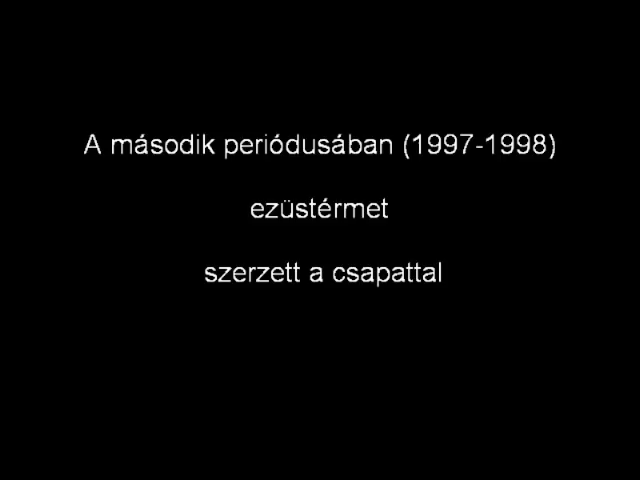 A második periódusában (1997-1998)
ezüstérmet
szerzett a csapattal